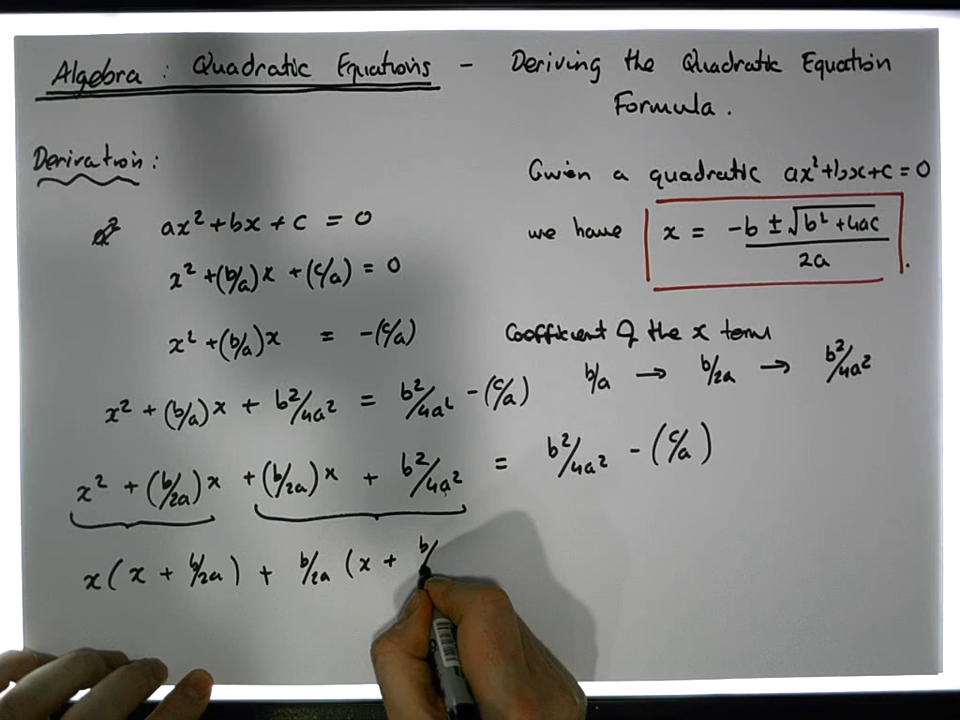 Algebra : Quadratic Equations - Deriving the Quadratic Equation
Formula.
Derivation :
Given a quadratic ax²+bx+c = 0
we have x = -b ± √b² + 4ac / 2a .
ax² + bx + c = 0
x² + (b/a)x + (c/a) = 0
x² + (b/a)x = -(c/a)
Coefficient of the x term
b/a → b/2a → b²/4a²
x² + (b/a)x + b²/4a² = b²/4a² - (c/a)
x² + (b/2a)x + (b/2a)x + b²/4a² = b²/4a² - (c/a)
x(x + b/2a) + b/2a (x + b/